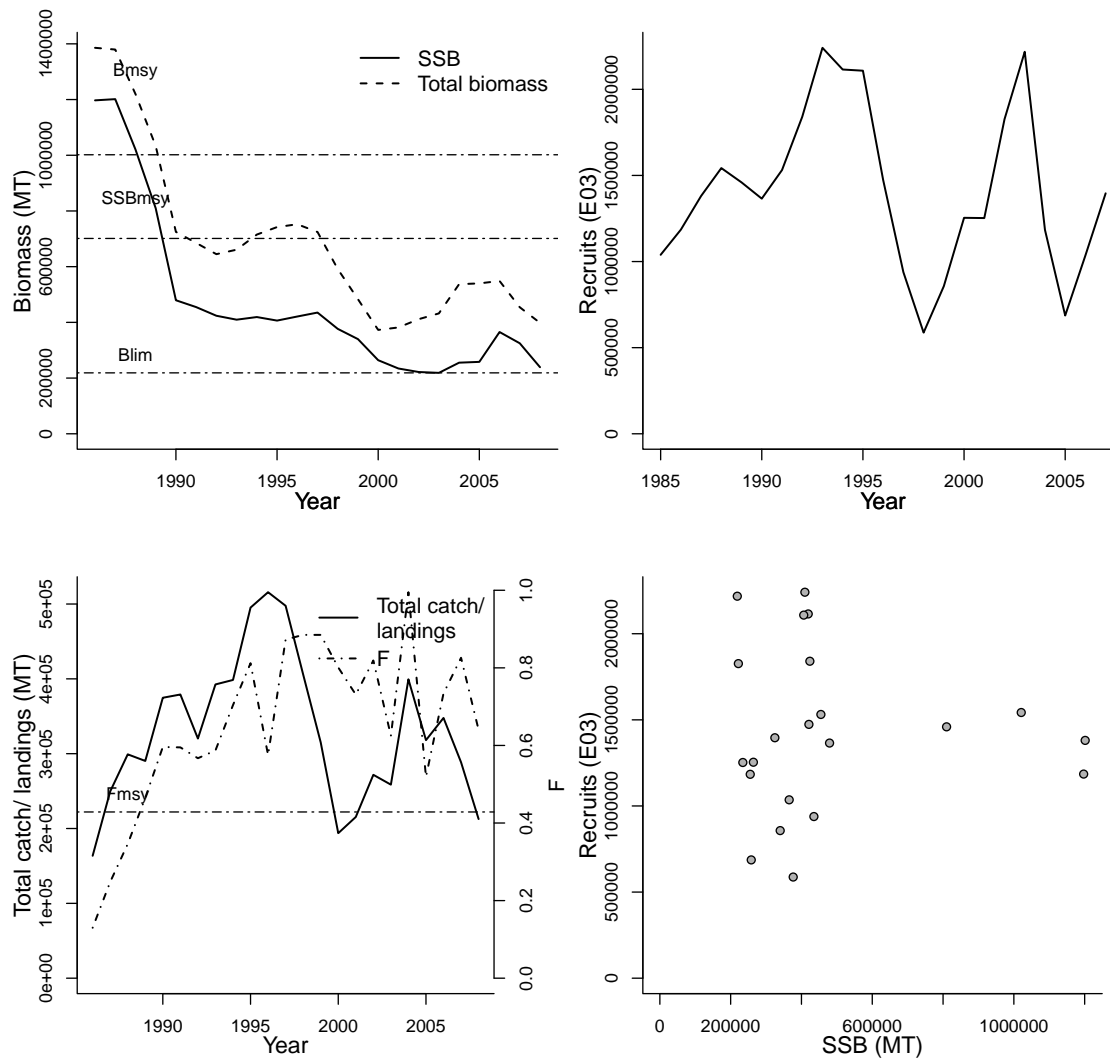 Biomass (MT)
1400000
1000000
600000
200000
0
SSB
Total biomass
Bmsy
SSBmsy
Blim
1990
1995
2000
2005
Year
Recruits (E03)
2000000
1500000
1000000
500000
0
1985
1990
1995
2000
2005
Year
Total catch/ landings (MT)
5e+05
4e+05
3e+05
2e+05
1e+05
0e+00
Total catch/
landings
F
Fmsy
1.0
0.8
0.6
0.4
0.2
0.0
F
1990
1995
2000
2005
Year
Recruits (E03)
2000000
1500000
1000000
500000
0
0
200000
600000
1000000
SSB (MT)